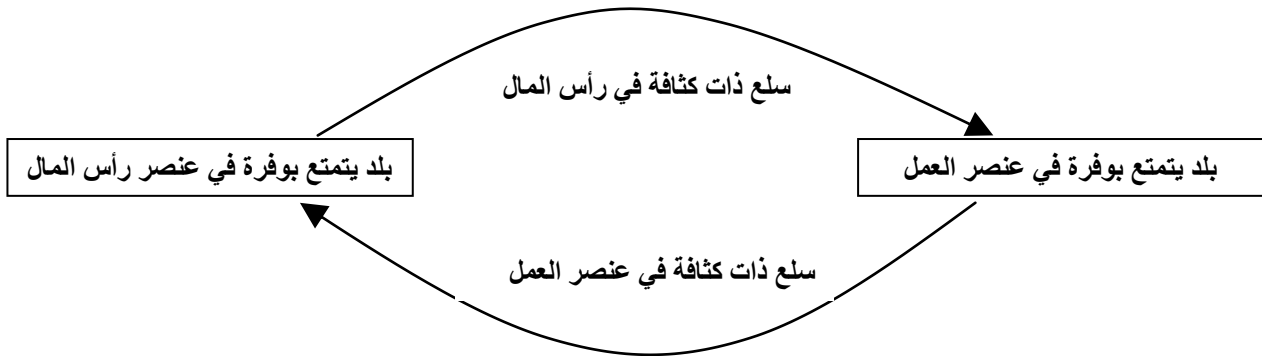 سلع ذات كثافة في رأس المال
بلد يتمتع بوفرة في عنصر العمل
بلد يتمتع بوفرة في عنصر رأس المال
سلع ذات كثافة في عنصر العمل